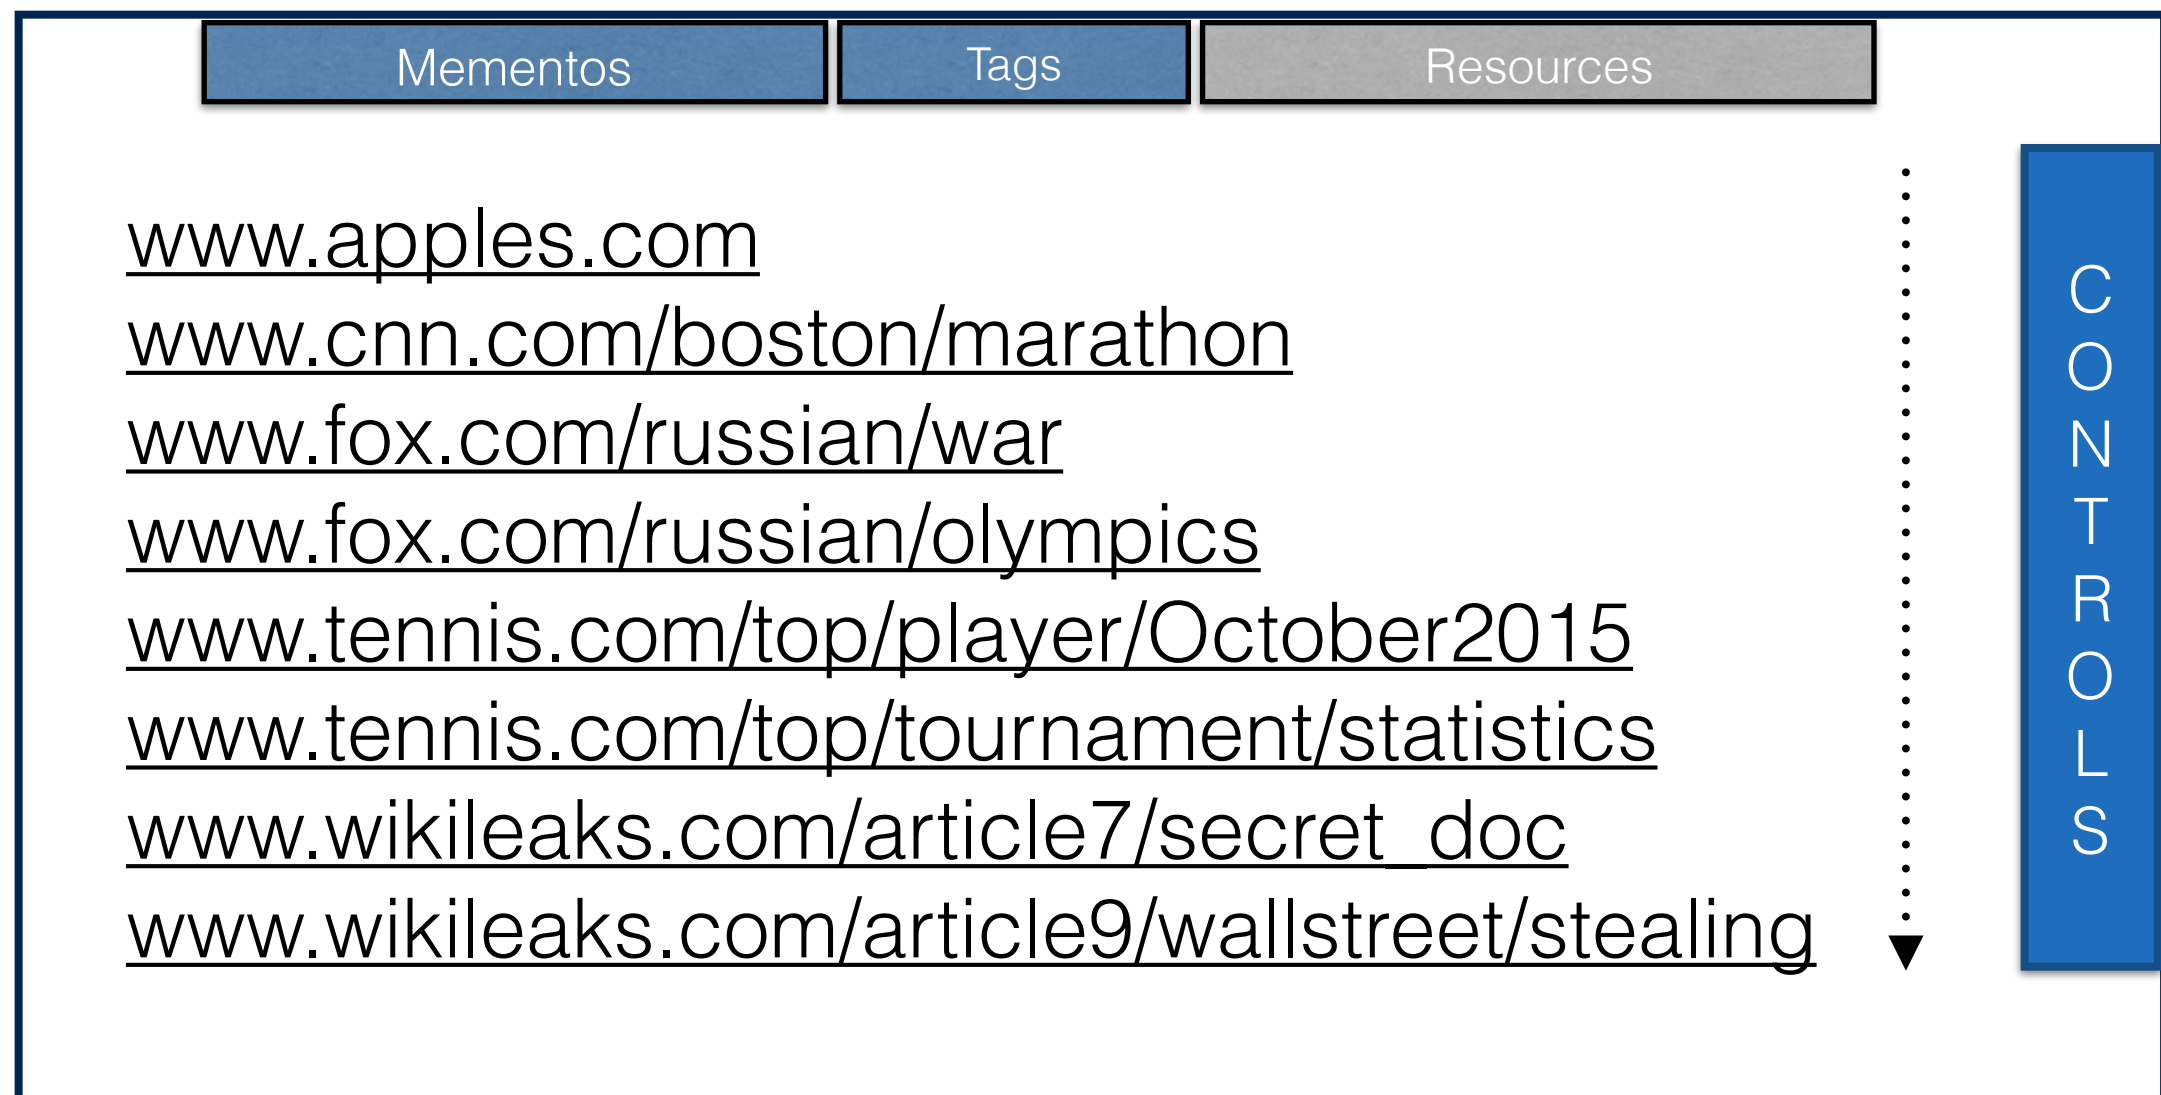 Mementos Tags Resources
www.apples.com
www.cnn.com/boston/marathon
www.fox.com/russian/war
www.fox.com/russian/olympics
www.tennis.com/top/player/October2015
www.tennis.com/top/tournament/statistics
www.wikileaks.com/article7/secret_doc
www.wikileaks.com/article9/wallstreet/stealing
C
O
N
T
R
O
L
S